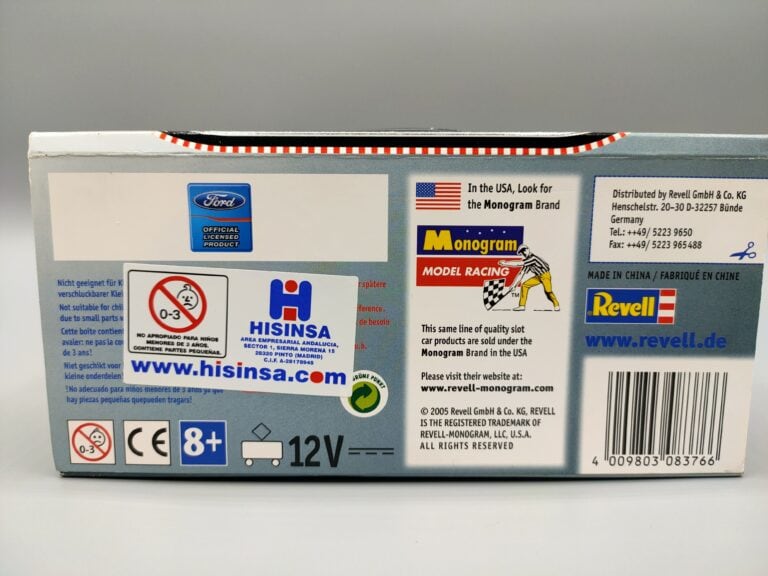 Ford
OFFICIAL
LICENSED
PRODUCT
Nicht geeignet für
spätere
verschluckbarer
Not suitable for
due to small parts
Cette boîte contient
avaler: ne pas la
de 3 ans!
Niet geschikt voor
kleine onderdelen!
!No adecuado para niños menores de 3 años ya que
hay piezas pequeñas quepueden tragars!
0-3
NO APROPIADO PARA NIÑOS
MENORES DE 3 AÑOS.
CONTIENE PARTES PEQUEÑAS.
HISINSA
AREA EMPRESARIAL ANDALUCIA,
SECTOR 1, SIERRA MORENA 15
28320 PINTO (MADRID)
C.I.F. A-28170945
www.hisinsa.com
PUNKT
0-3
CE
8+
12V
In the USA, Look for
the Monogram Brand
Monogram
MODEL RACING
TM
This same line of quality slot
car products are sold under the
Monogram Brand in the USA
Please visit their website at:
www.revell-monogram.com
© 2005 Revell GmbH & Co. KG, REVELL
IS THE REGISTERED TRADEMARK OF
REVELL-MONOGRAM, LLC, U.S.A.
ALL RIGHTS RESERVED
Distributed by Revell GmbH & Co. KG
Henschelstr. 20-30 D-32257 Bünde
Germany
Tel.: ++49/ 5223 9650
Fax: ++49/ 5223 965488
MADE IN CHINA / FABRIQUÉ EN CHINE
Revell
www.revell.de
4 009803 083766